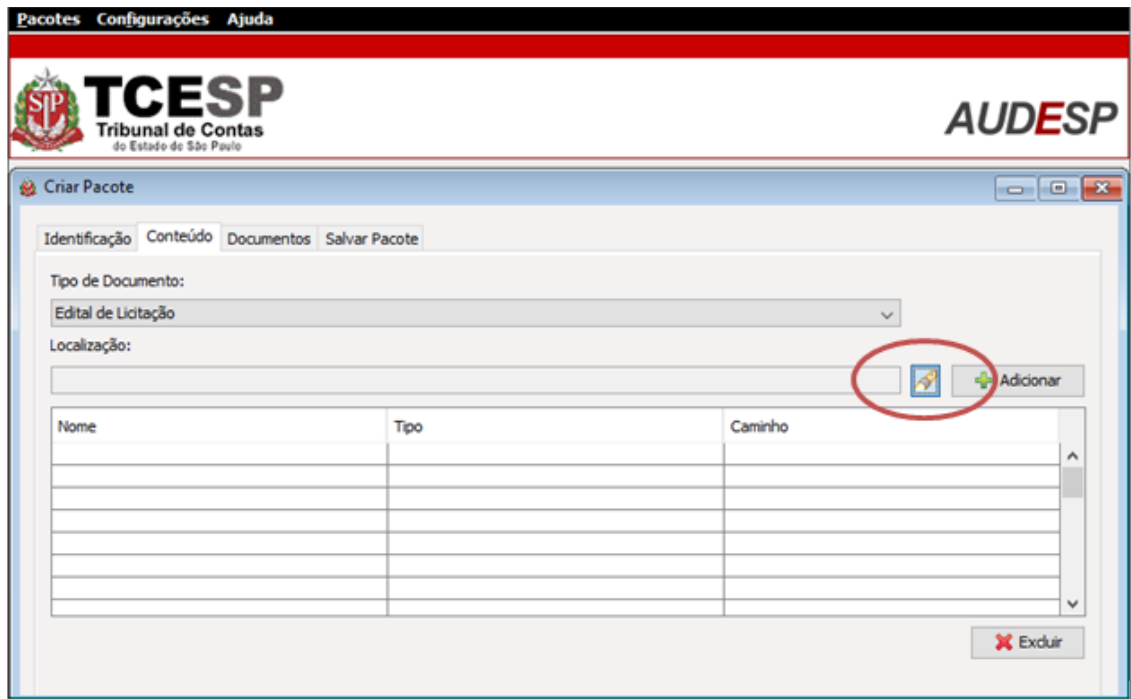 Pacotes Configurações Ajuda
SP
TCESP
Tribunal de Contas
do Estado de São Paulo
AUDESP
Criar Pacote
Identificação Conteúdo Documentos Salvar Pacote
Tipo de Documento:
Edital de Licitação
Localização:
Adicionar
Nome Tipo Caminho
Excluir